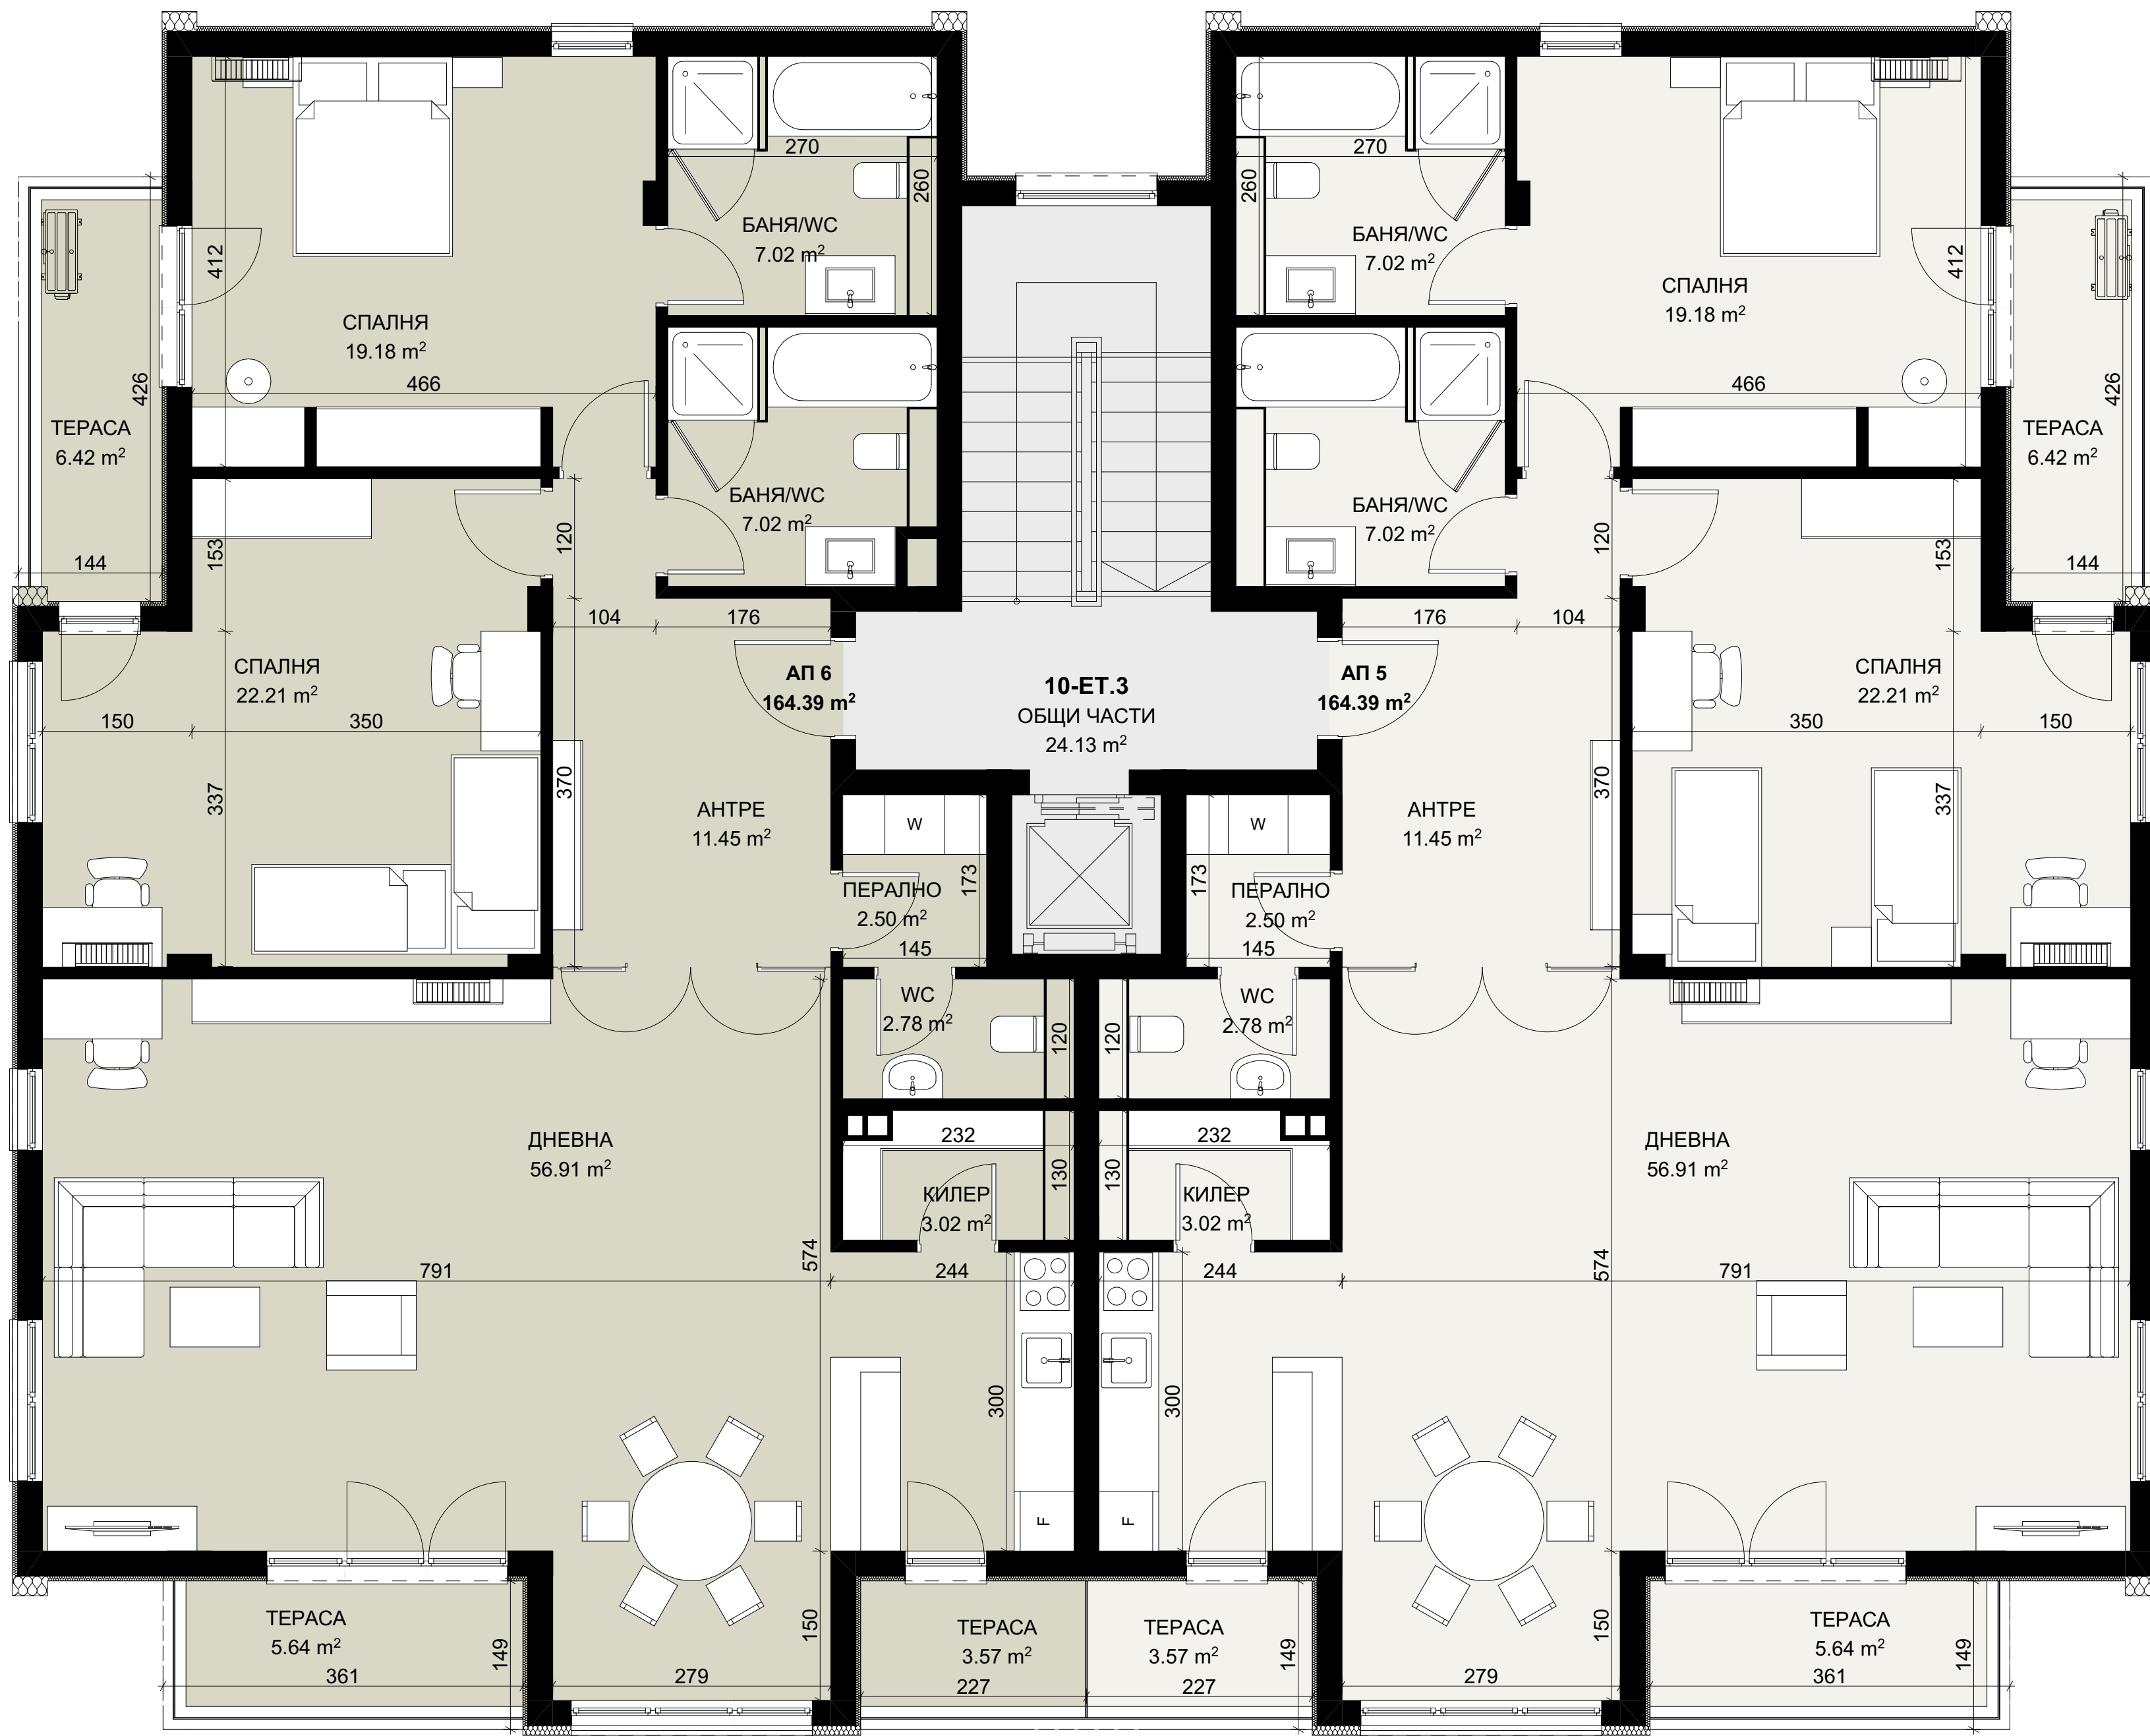 270
260
БАНЯ/WC
7.02 m²
412
СПАЛНЯ
19.18 m²
466
426
ТЕРАСА
6.42 m²
144
153
120
БАНЯ/WC
7.02 m²
104
176
СПАЛНЯ
22.21 m²
150
350
337
370
АП 6
164.39 m²
АНТРЕ
11.45 m²
W
173
ПЕРАЛНО
2.50 m²
145
WC
2.78 m²
120
232
130
КИЛЕР
3.02 m²
ДНЕВНА
56.91 m²
791
574
244
300
F
ТЕРАСА
5.64 m²
361
149
150
279
ТЕРАСА
3.57 m²
227
10-ЕТ.3
ОБЩИ ЧАСТИ
24.13 m²
270
260
БАНЯ/WC
7.02 m²
СПАЛНЯ
19.18 m²
412
466
426
ТЕРАСА
6.42 m²
144
153
120
БАНЯ/WC
7.02 m²
176
104
АП 5
164.39 m²
СПАЛНЯ
22.21 m²
350
150
337
370
АНТРЕ
11.45 m²
W
173
ПЕРАЛНО
2.50 m²
145
WC
2.78 m²
120
232
130
КИЛЕР
3.02 m²
ДНЕВНА
56.91 m²
244
574
791
300
F
ТЕРАСА
3.57 m²
227
149
150
279
ТЕРАСА
5.64 m²
361
149